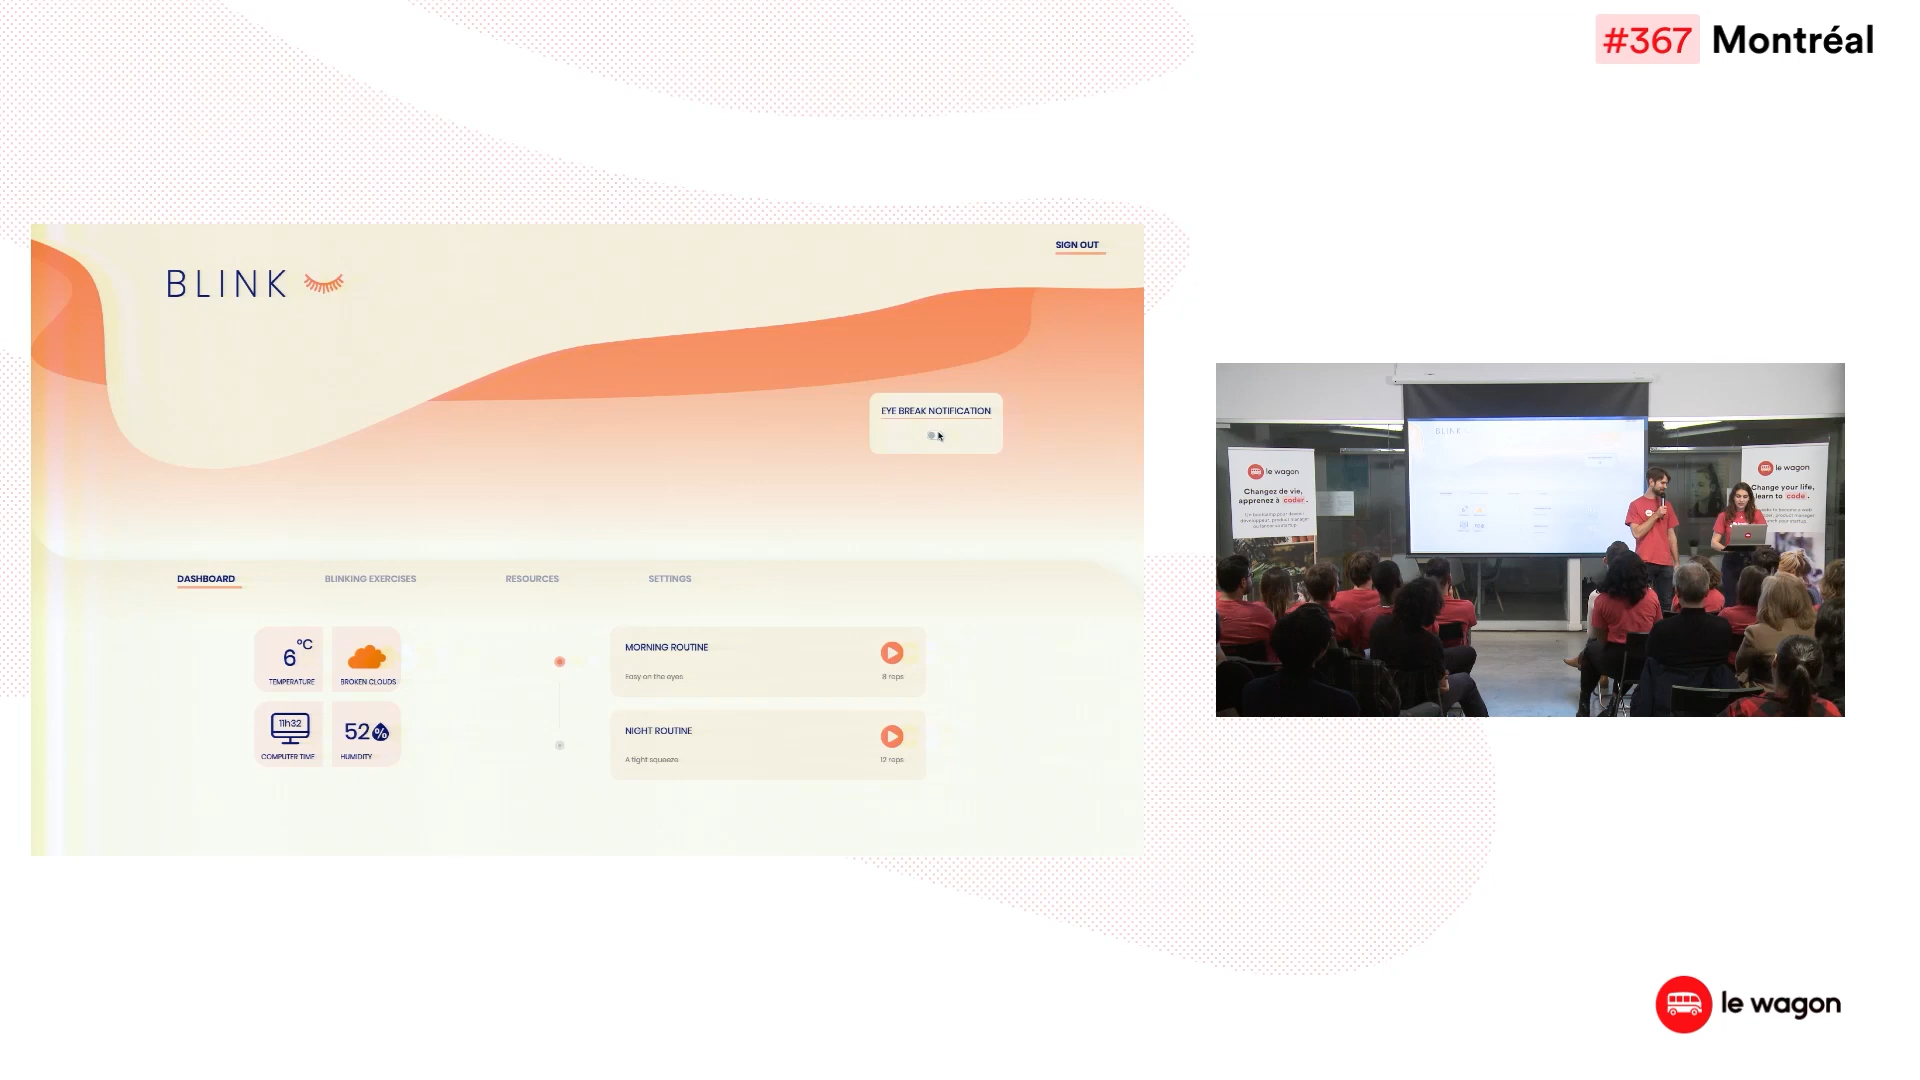 #367 Montréal
SIGN OUT
BLINK
EYE BREAK NOTIFICATION
DASHBOARD
BLINKING EXERCISES
RESOURCES
SETTINGS
6 °C
TEMPERATURE
BROKEN CLOUDS
11h32
COMPUTER TIME
52 %
HUMIDITY
MORNING ROUTINE
Easy on the eyes
8 reps
NIGHT ROUTINE
A tight squeeze
12 reps
le wagon
Changez de vie,
apprenez à coder.
BLINK
le wagon
Change your life,
learn to code.
le wagon